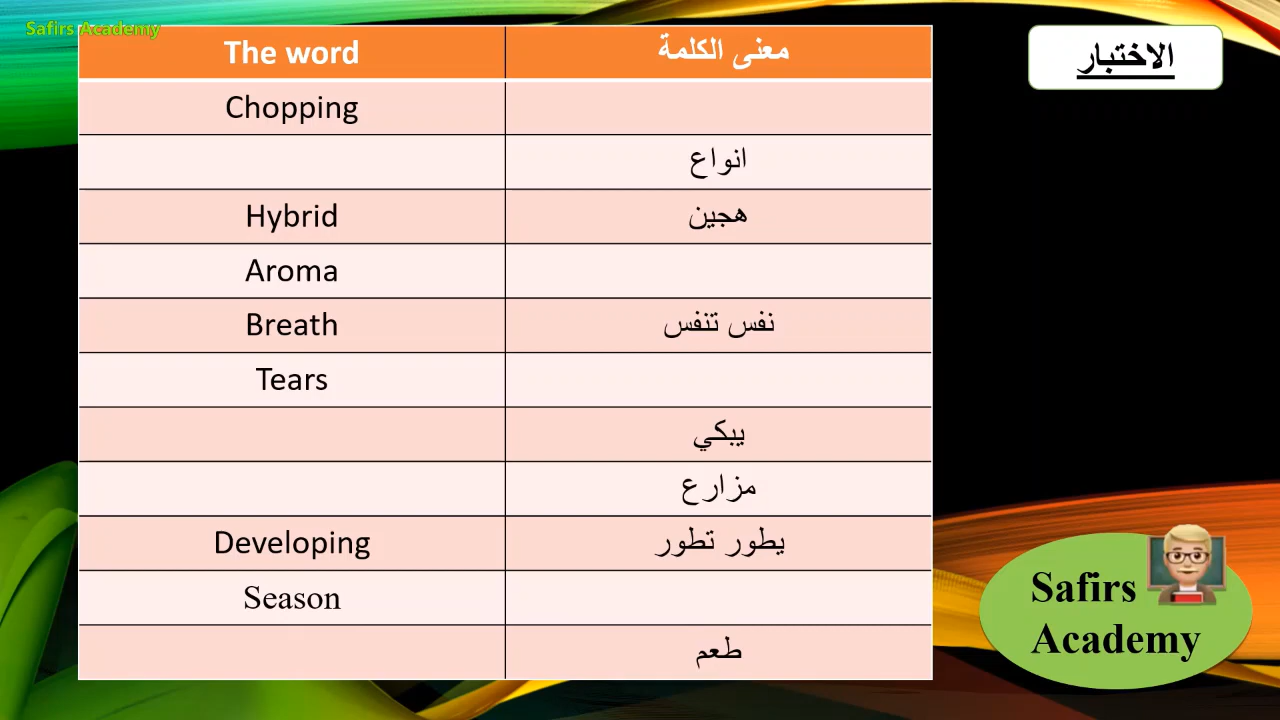 Safirs Academy
الاختبار
The word معنى الكلمة
Chopping
انواع
Hybrid هجين
Aroma
Breath نفس تنفس
Tears
يبكي
مزارع
Developing يطور تطور
Season
طعم
Safirs
Academy